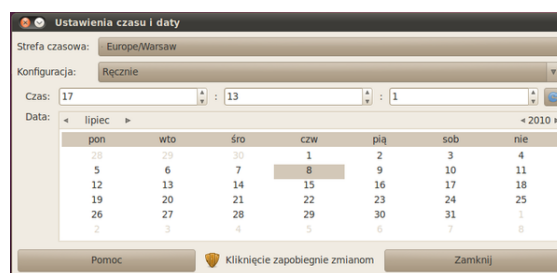 Ustawienia czasu i daty
Strefa czasowa: Europe/Warsaw
Konfiguracja: Ręcznie
Czas: 17 : 13 : 1
Data: lipiec 2010
pon wto śro czw pią sob nie
28 29 30 1 2 3 4
5 6 7 8 9 10 11
12 13 14 15 16 17 18
19 20 21 22 23 24 25
26 27 28 29 30 31 1
2 3 4 5 6 7 8
Pomoc Kliknięcie zapobiegnie zmianom Zamknij